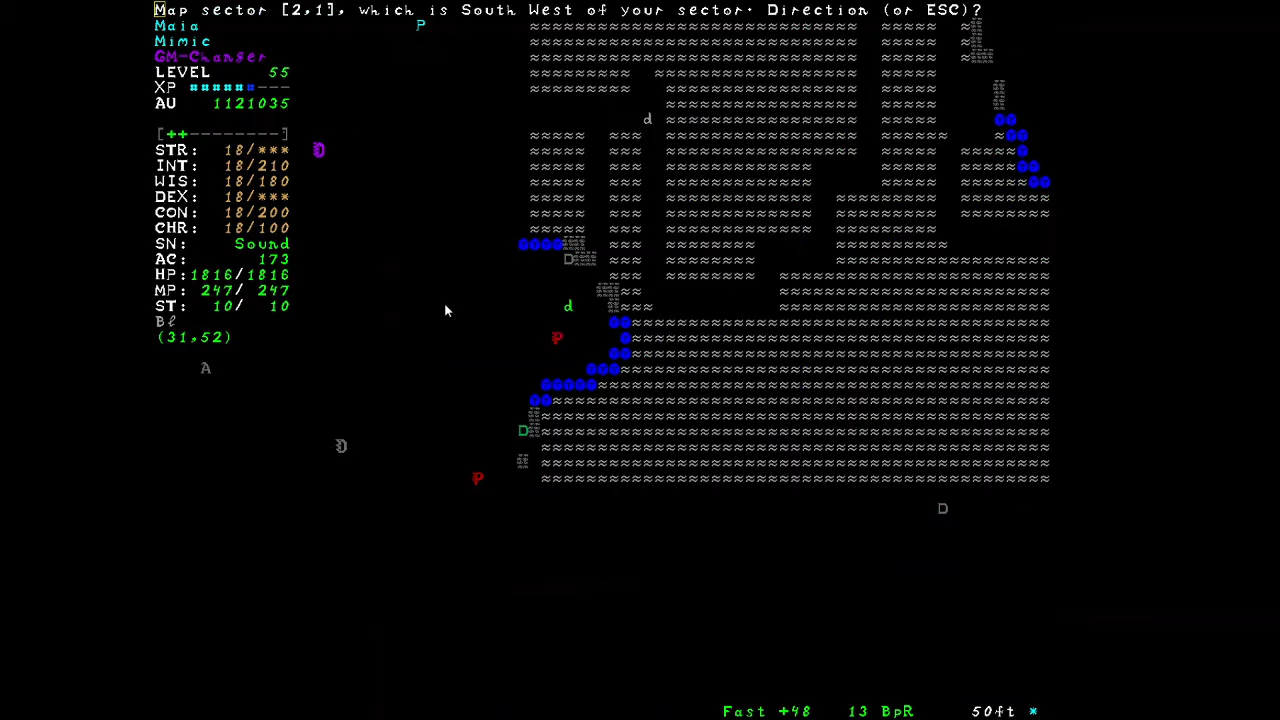 Map sector [2,1], which is South West of your sector. Direction (or ESC)?
Maia
Mimic
GM-Changer
LEVEL 55
XP
AU 1121035
[++--------]
STR: 18/***
INT: 18/210
WIS: 18/180
DEX: 18/***
CON: 18/200
CHR: 18/100
SN: Sound
AC: 173
HP:1816/1816
MP: 247/ 247
ST: 10/ 10
Bl
(31,52)
Fast +48 13 BpR 50ft *